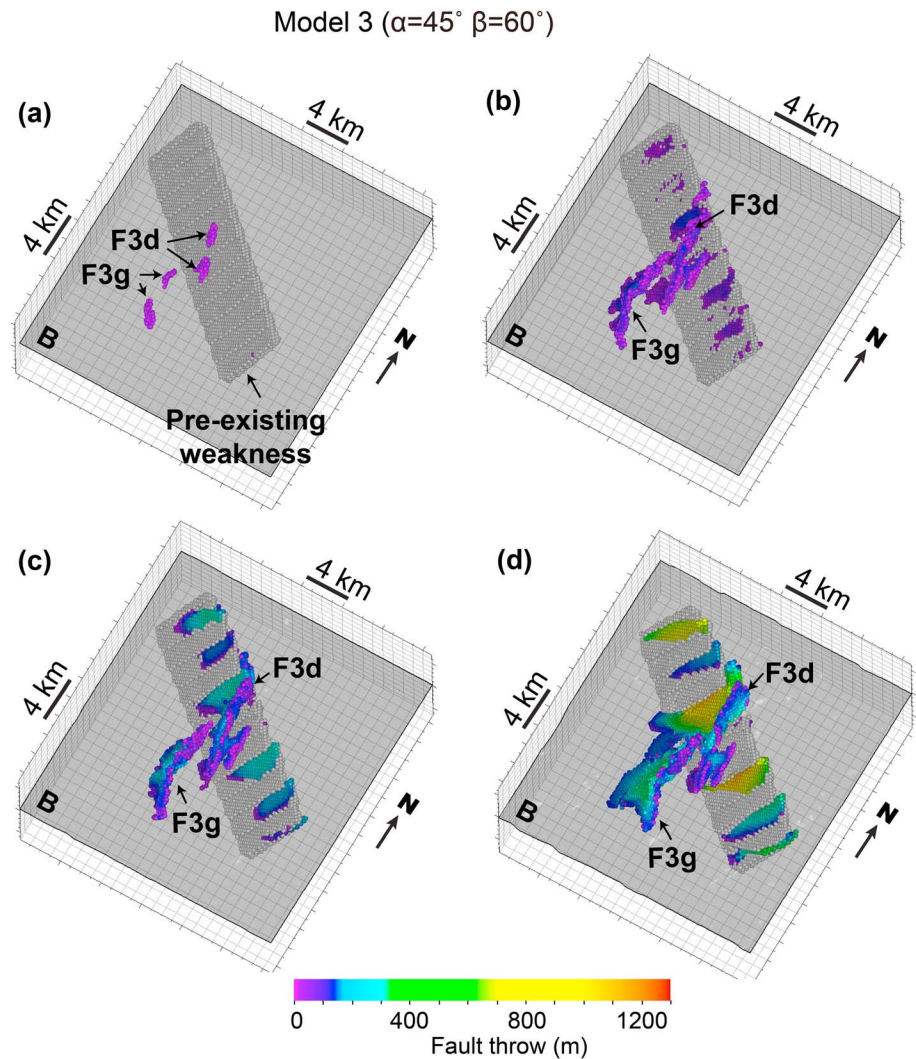 Model 3 (α=45° β=60°)
(a)
4 km
4 km
F3d
F3g
B
N
Pre-existing
weakness
(b)
4 km
4 km
F3d
F3g
B
N
(c)
4 km
4 km
F3d
F3g
B
N
(d)
4 km
4 km
F3d
F3g
B
N
0 400 800 1200
Fault throw (m)